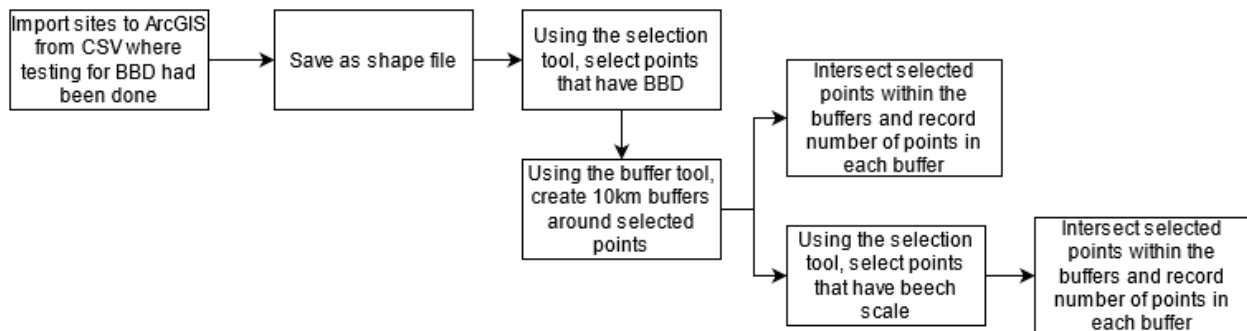 Import sites to ArcGIS
from CSV where
testing for BBD had
been done
Save as shape file
Using the selection
tool, select points
that have BBD
Using the buffer tool,
create 10km buffers
around selected
points
Intersect selected
points within the
buffers and record
number of points in
each buffer
Using the selection
tool, select points
that have beech
scale
Intersect selected
points within the
buffers and record
number of points in
each buffer